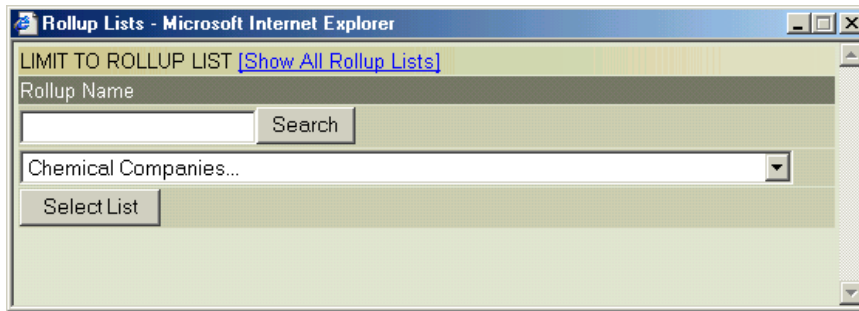 Rollup Lists - Microsoft Internet Explorer
LIMIT TO ROLLUP LIST [Show All Rollup Lists]
Rollup Name
Search
Chemical Companies...
Select List